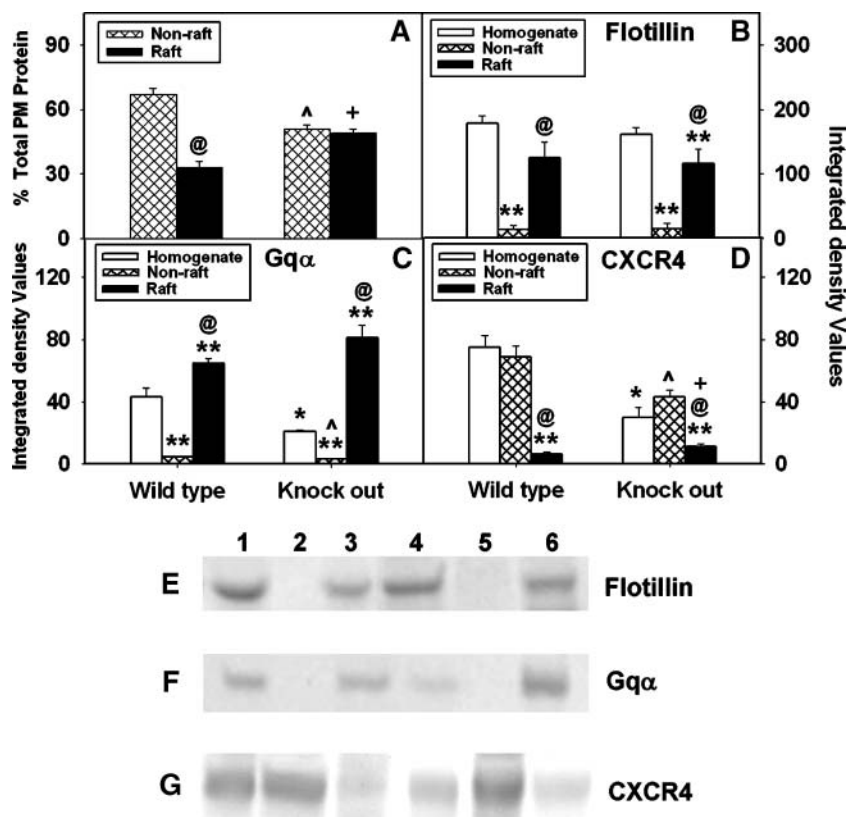 % Total PM Protein
90
60
30
0
Non-raft
Raft
A
@
^
+
Homogenate
Non-raft
Raft
Flotillin
B
@
**
@
**
**
300
200
100
0
Integrated density Values
Integrated density Values
120
80
40
0
Homogenate
Non-raft
Raft
Gqα
C
@
**
**
@
**
*
^
**
Wild type
Knock out
Homogenate
Non-raft
Raft
CXCR4
D
@
**
*
^
+
@
**
120
80
40
0
Wild type
Knock out
1 2 3 4 5 6
E Flotillin
F Gqα
G CXCR4